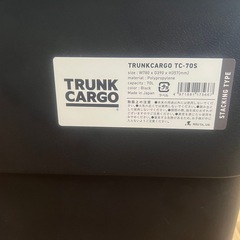 TRUNK
CARGO
TRUNKCARGO TC-70S
size : W780 x D390 x H337(mm)
material : Polypropylene
capacity : 70L
color : Black
Made in Japan
STACKING TYPE